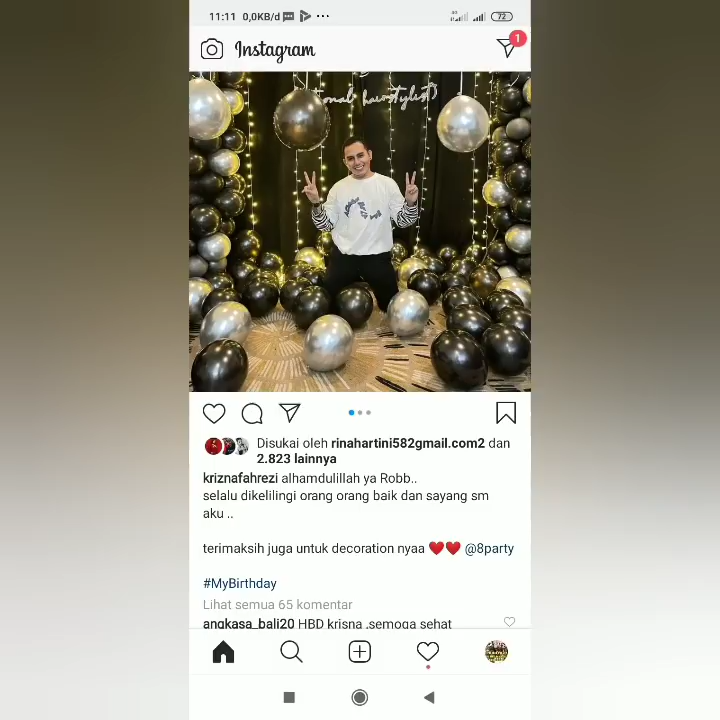 11:11 0,0KB/d
72
Instagram
1
onal hairstylist
Disukai oleh rinahartini582gmail.com2 dan
2.823 lainnya
kriznafahrezi alhamdulillah ya Robb..
selalu dikelilingi orang orang baik dan sayang sm
aku ..
terimaksih juga untuk decoration nyaa ❤️❤️ @8party
#MyBirthday
Lihat semua 65 komentar
angkasa_bali20 HBD krisna ,semoga sehat